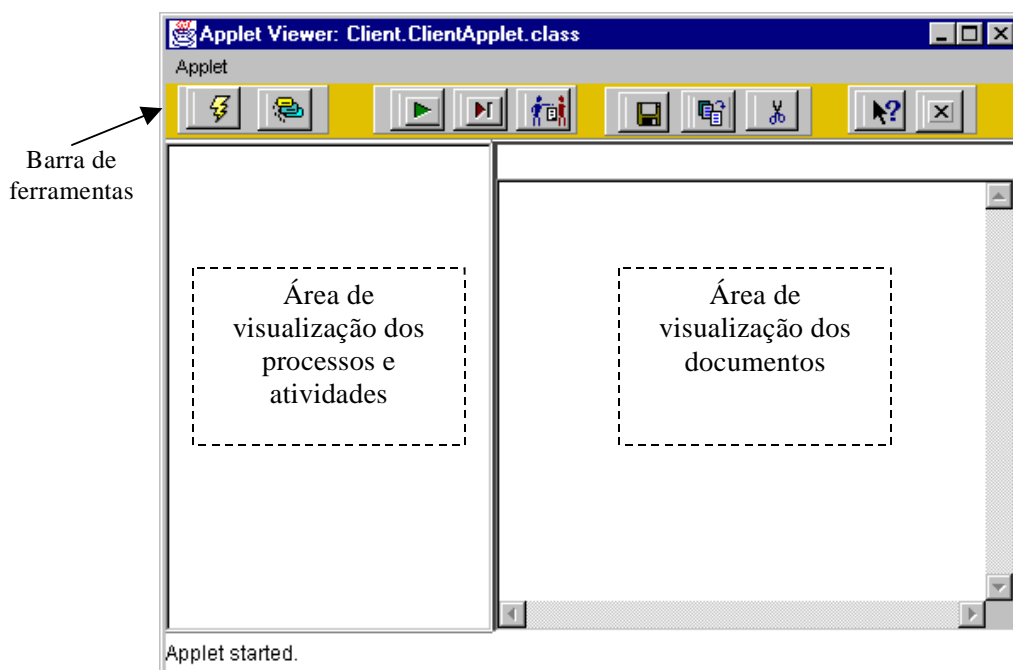 Applet Viewer: Client.ClientApplet.class
Applet
Barra de
ferramentas
Área de
visualização dos
processos e
atividades
Área de
visualização dos
documentos
Applet started.